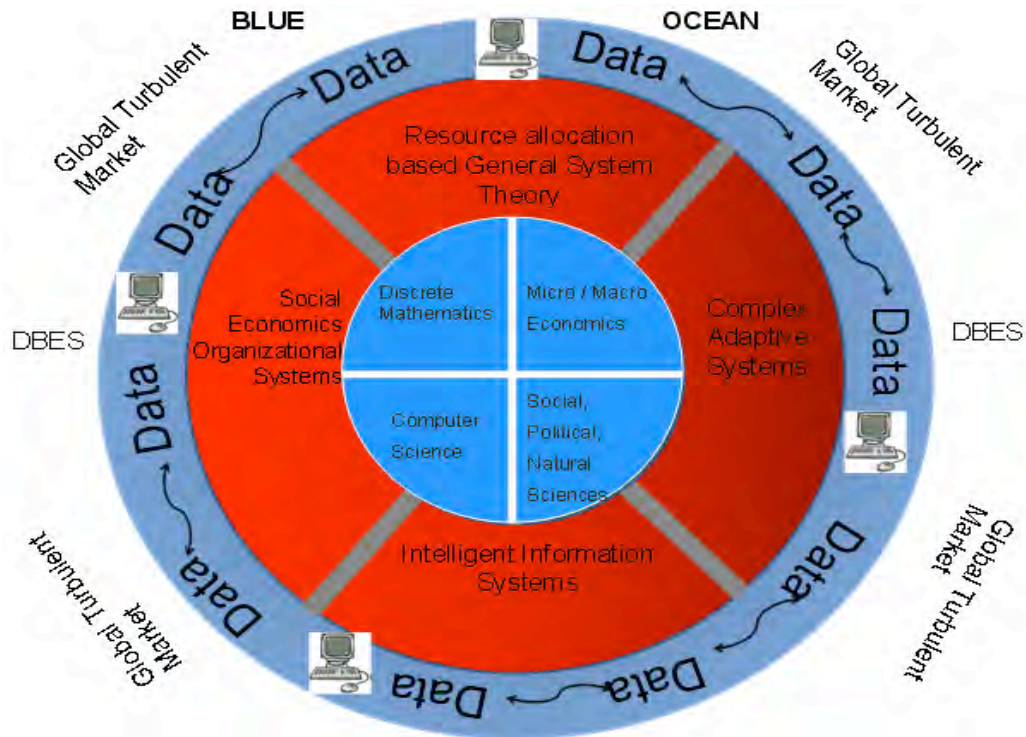 BLUE
OCEAN
Global Turbulent
Market
Global Turbulent
Market
Data
Data
Data
Data
Data
Data
Data
Data
Data
Data
Resource allocation
based General System
Theory
Social
Economics
Organizational
Systems
Discrete
Mathematics
Micro / Macro
Economics
Complex
Adaptive
Systems
DBES
DBES
Computer
Science
Social,
Political,
Natural
Sciences
Intelligent Information
Systems
Global Turbulent
Market
Global Turbulent
Market